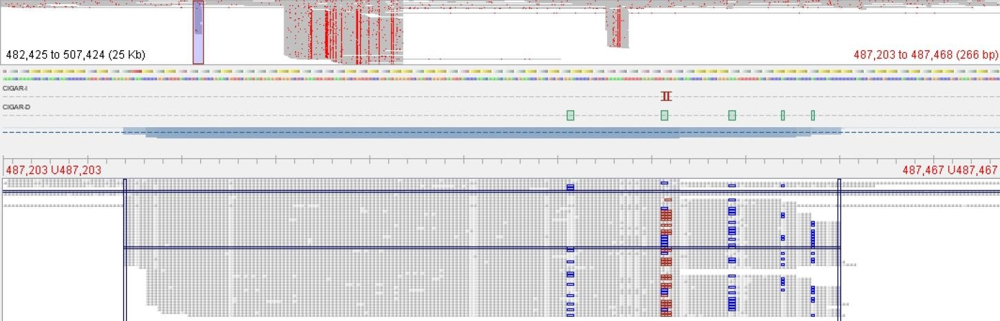 482,425 to 507,424 (25 Kb)
487,203 to 487,468 (266 bp)
CIGAR-I
CIGAR-D
487,203 U487,203
487,467 U487,467